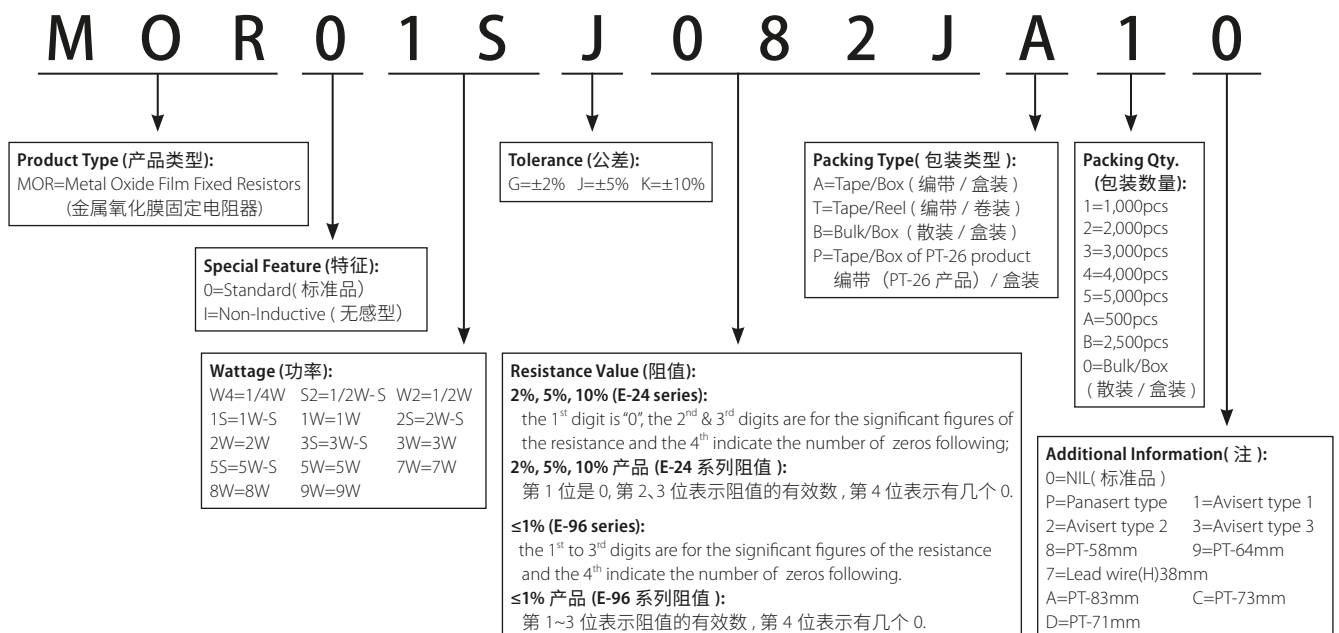 M O R 0 1 S J 0 8 2 J A 1 0
Product Type (产品类型):
MOR=Metal Oxide Film Fixed Resistors
(金属氧化膜固定电阻器)
Special Feature (特征):
0=Standard( 标准品)
I=Non-Inductive ( 无感型)
Wattage (功率):
W4=1/4W S2=1/2W-S W2=1/2W
1S=1W-S 1W=1W 2S=2W-S
2W=2W 3S=3W-S 3W=3W
5S=5W-S 5W=5W 7W=7W
8W=8W 9W=9W
Tolerance (公差):
G=±2% J=±5% K=±10%
Resistance Value (阻值):
2%, 5%, 10% (E-24 series):
the 1st digit is "0", the 2nd & 3rd digits are for the significant figures of
the resistance and the 4th indicate the number of zeros following;
2%, 5%, 10% 产品 (E-24 系列阻值 ):
第 1 位是 0, 第 2、3 位表示阻值的有效数 , 第 4 位表示有几个 0.
≤1% (E-96 series):
the 1st to 3rd digits are for the significant figures of the resistance
and the 4th indicate the number of zeros following.
≤1% 产品 (E-96 系列阻值 ):
第 1~3 位表示阻值的有效数 , 第 4 位表示有几个 0.
Packing Type( 包装类型 ):
A=Tape/Box ( 编带 / 盒装 )
T=Tape/Reel ( 编带 / 卷装 )
B=Bulk/Box ( 散装 / 盒装 )
P=Tape/Box of PT-26 product
编带 (PT-26 产品) / 盒装
Packing Qty.
(包装数量):
1=1,000pcs
2=2,000pcs
3=3,000pcs
4=4,000pcs
5=5,000pcs
A=500pcs
B=2,500pcs
0=Bulk/Box
( 散装 / 盒装 )
Additional Information( 注 ):
0=NIL( 标准品 )
P=Panasert type 1=Avisert type 1
2=Avisert type 2 3=Avisert type 3
8=PT-58mm 9=PT-64mm
7=Lead wire(H)38mm
A=PT-83mm C=PT-73mm
D=PT-71mm